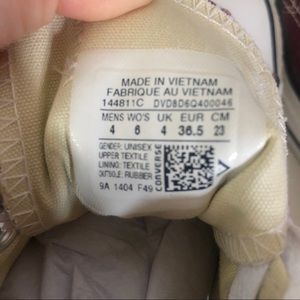 MADE IN VIETNAM
FABRIQUE AU VIETNAM
144811C DVD8D6Q400046
MENS WO'S UK EUR CM
4 6 4 36.5 23
GENDER: UNISEX
UPPER: TEXTILE
LINING: TEXTILE
OUTSOLE: RUBBER
9A 1404 F49
CONVERSE